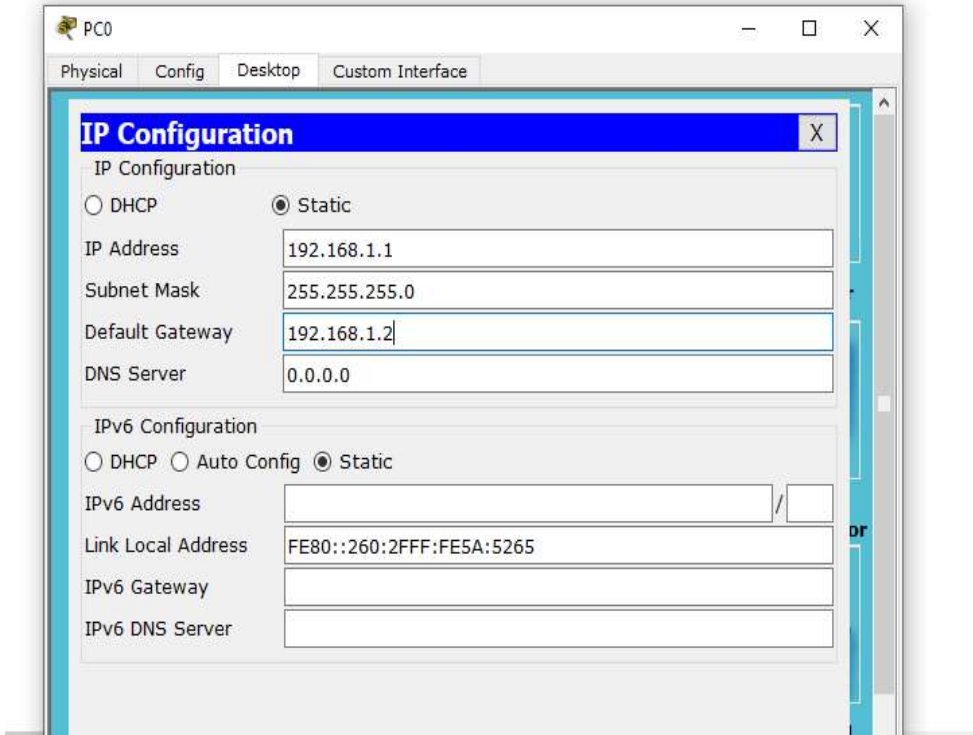 PC0
Physical Config Desktop Custom Interface
IP Configuration X
IP Configuration
DHCP Static
IP Address 192.168.1.1
Subnet Mask 255.255.255.0
Default Gateway 192.168.1.2
DNS Server 0.0.0.0
IPv6 Configuration
DHCP Auto Config Static
IPv6 Address /
or
Link Local Address FE80::260:2FFF:FE5A:5265
IPv6 Gateway
IPv6 DNS Server